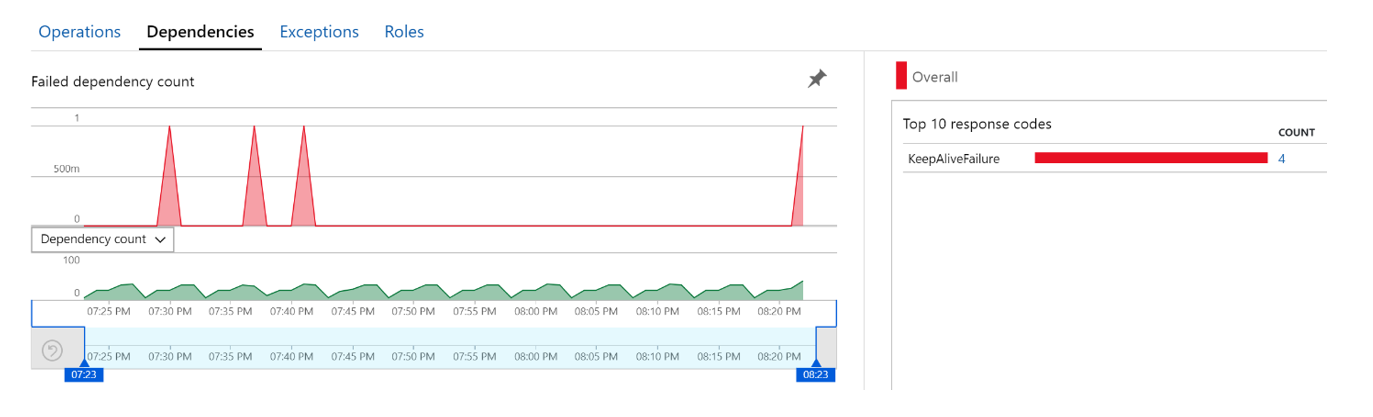 Operations Dependencies Exceptions Roles
Failed dependency count
1
500m
0
Dependency count
100
0
07:25 PM 07:30 PM 07:35 PM 07:40 PM 07:45 PM 07:50 PM 07:55 PM 08:00 PM 08:05 PM 08:10 PM 08:15 PM 08:20 PM
07:25 PM 07:30 PM 07:35 PM 07:40 PM 07:45 PM 07:50 PM 07:55 PM 08:00 PM 08:05 PM 08:10 PM 08:15 PM 08:20 PM
07:23 08:23
Overall
Top 10 response codes
COUNT
KeepAliveFailure 4